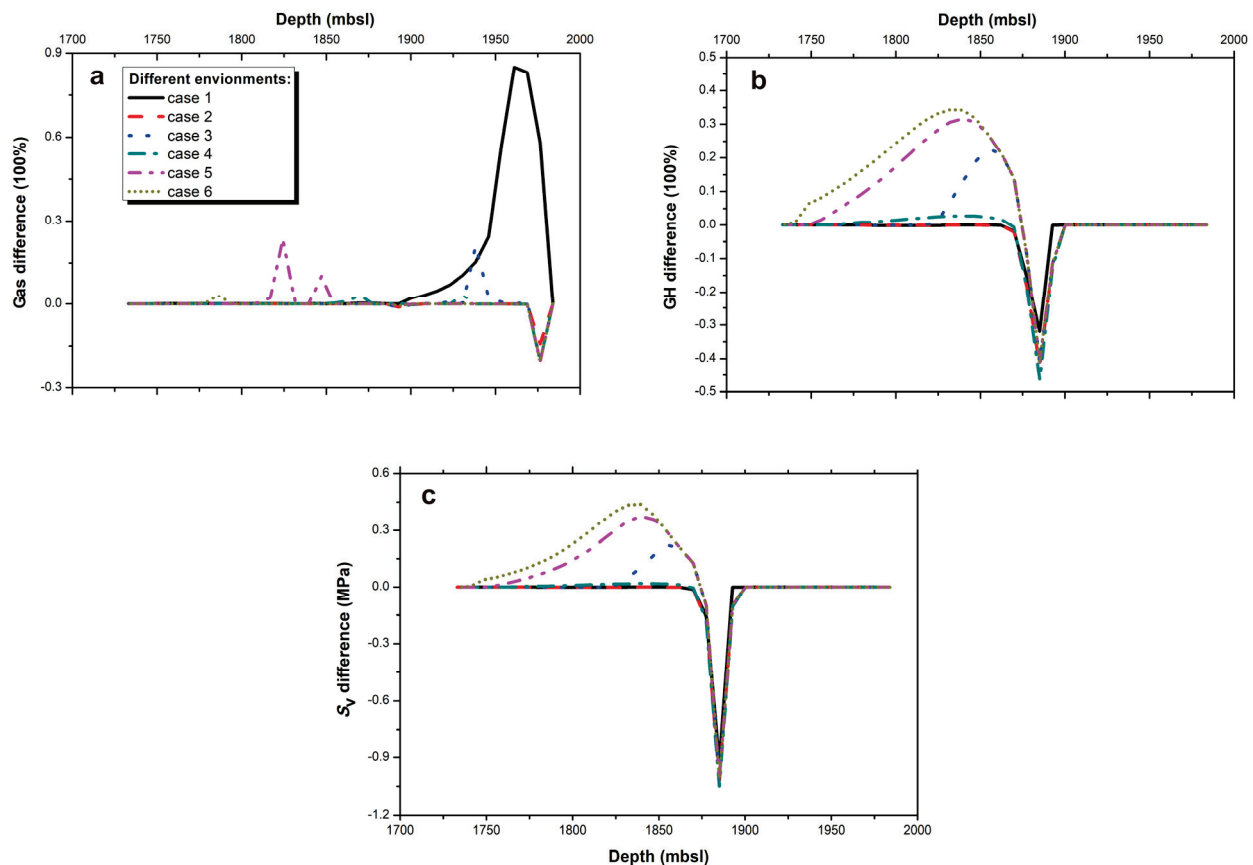 Depth (mbsl)
1700 1750 1800 1850 1900 1950 2000
0.9
0.6
0.3
0.0
-0.3
Gas difference (100%)
a
Different envionments:
case 1
case 2
case 3
case 4
case 5
case 6
Depth (mbsl)
1700 1750 1800 1850 1900 1950 2000
0.5
0.4
0.3
0.2
0.1
0.0
-0.1
-0.2
-0.3
-0.4
-0.5
GH difference (100%)
b
0.6
0.3
0.0
-0.3
-0.6
-0.9
-1.2
SV difference (MPa)
c
1700 1750 1800 1850 1900 1950 2000
Depth (mbsl)